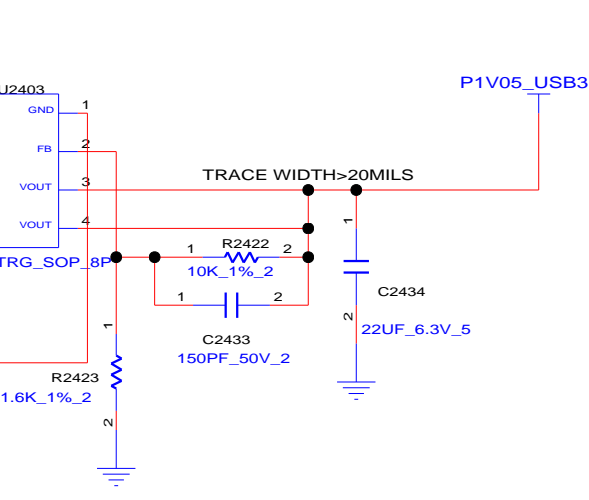 P1V05_USB3
U2403
GND
1
FB
2
TRACE WIDTH>20MILS
VOUT
3
VOUT
4
1
TRG_SOP_8P
1
R2422
2
10K_1%_2
1
2
C2434
C2433
2
22UF_6.3V_5
1
150PF_50V_2
R2423
1.6K_1%_2
2